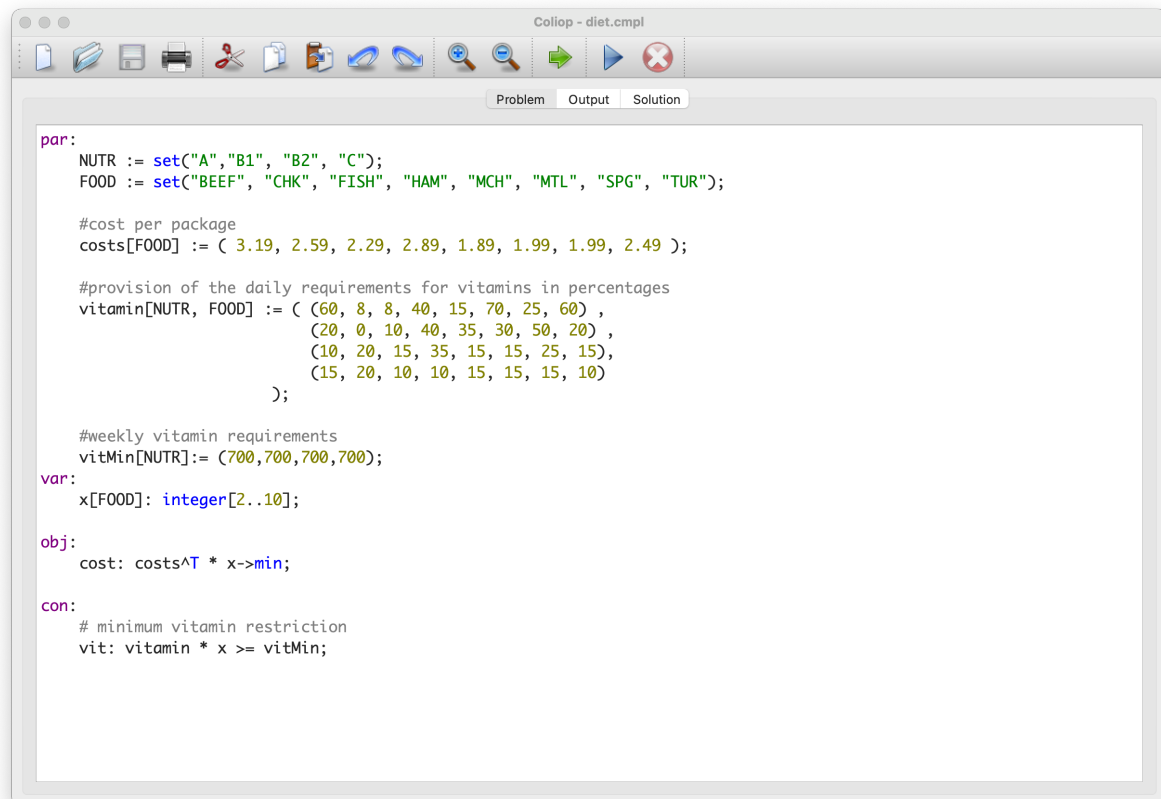 Coliop - diet.cmpl
Problem Output Solution
par:
    NUTR := set("A","B1", "B2", "C");
    FOOD := set("BEEF", "CHK", "FISH", "HAM", "MCH", "MTL", "SPG", "TUR");
    #cost per package
    costs[FOOD] := ( 3.19, 2.59, 2.29, 2.89, 1.89, 1.99, 1.99, 2.49 );
    #provision of the daily requirements for vitamins in percentages
    vitamin[NUTR, FOOD] := ( (60, 8, 8, 40, 15, 70, 25, 60) ,
                            (20, 0, 10, 40, 35, 30, 50, 20) ,
                            (10, 20, 15, 35, 15, 15, 25, 15),
                            (15, 20, 10, 10, 15, 15, 15, 10)
                        );
    #weekly vitamin requirements
    vitMin[NUTR]:= (700,700,700,700);
var:
    x[FOOD]: integer[2..10];
obj:
    cost: costs^T * x->min;
con:
    # minimum vitamin restriction
    vit: vitamin * x >= vitMin;